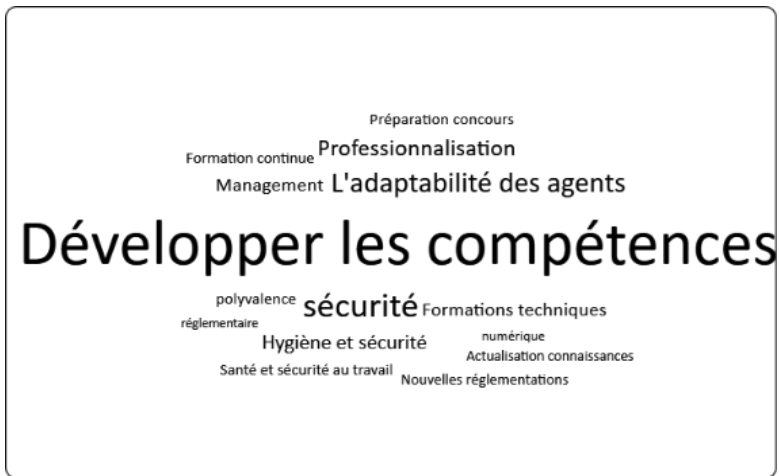 Préparation concours
Formation continue Professionnalisation
Management L'adaptabilité des agents
Développer les compétences
polyvalence sécurité Formations techniques
réglementaire
Hygiène et sécurité numérique
Actualisation connaissances
Santé et sécurité au travail Nouvelles réglementations